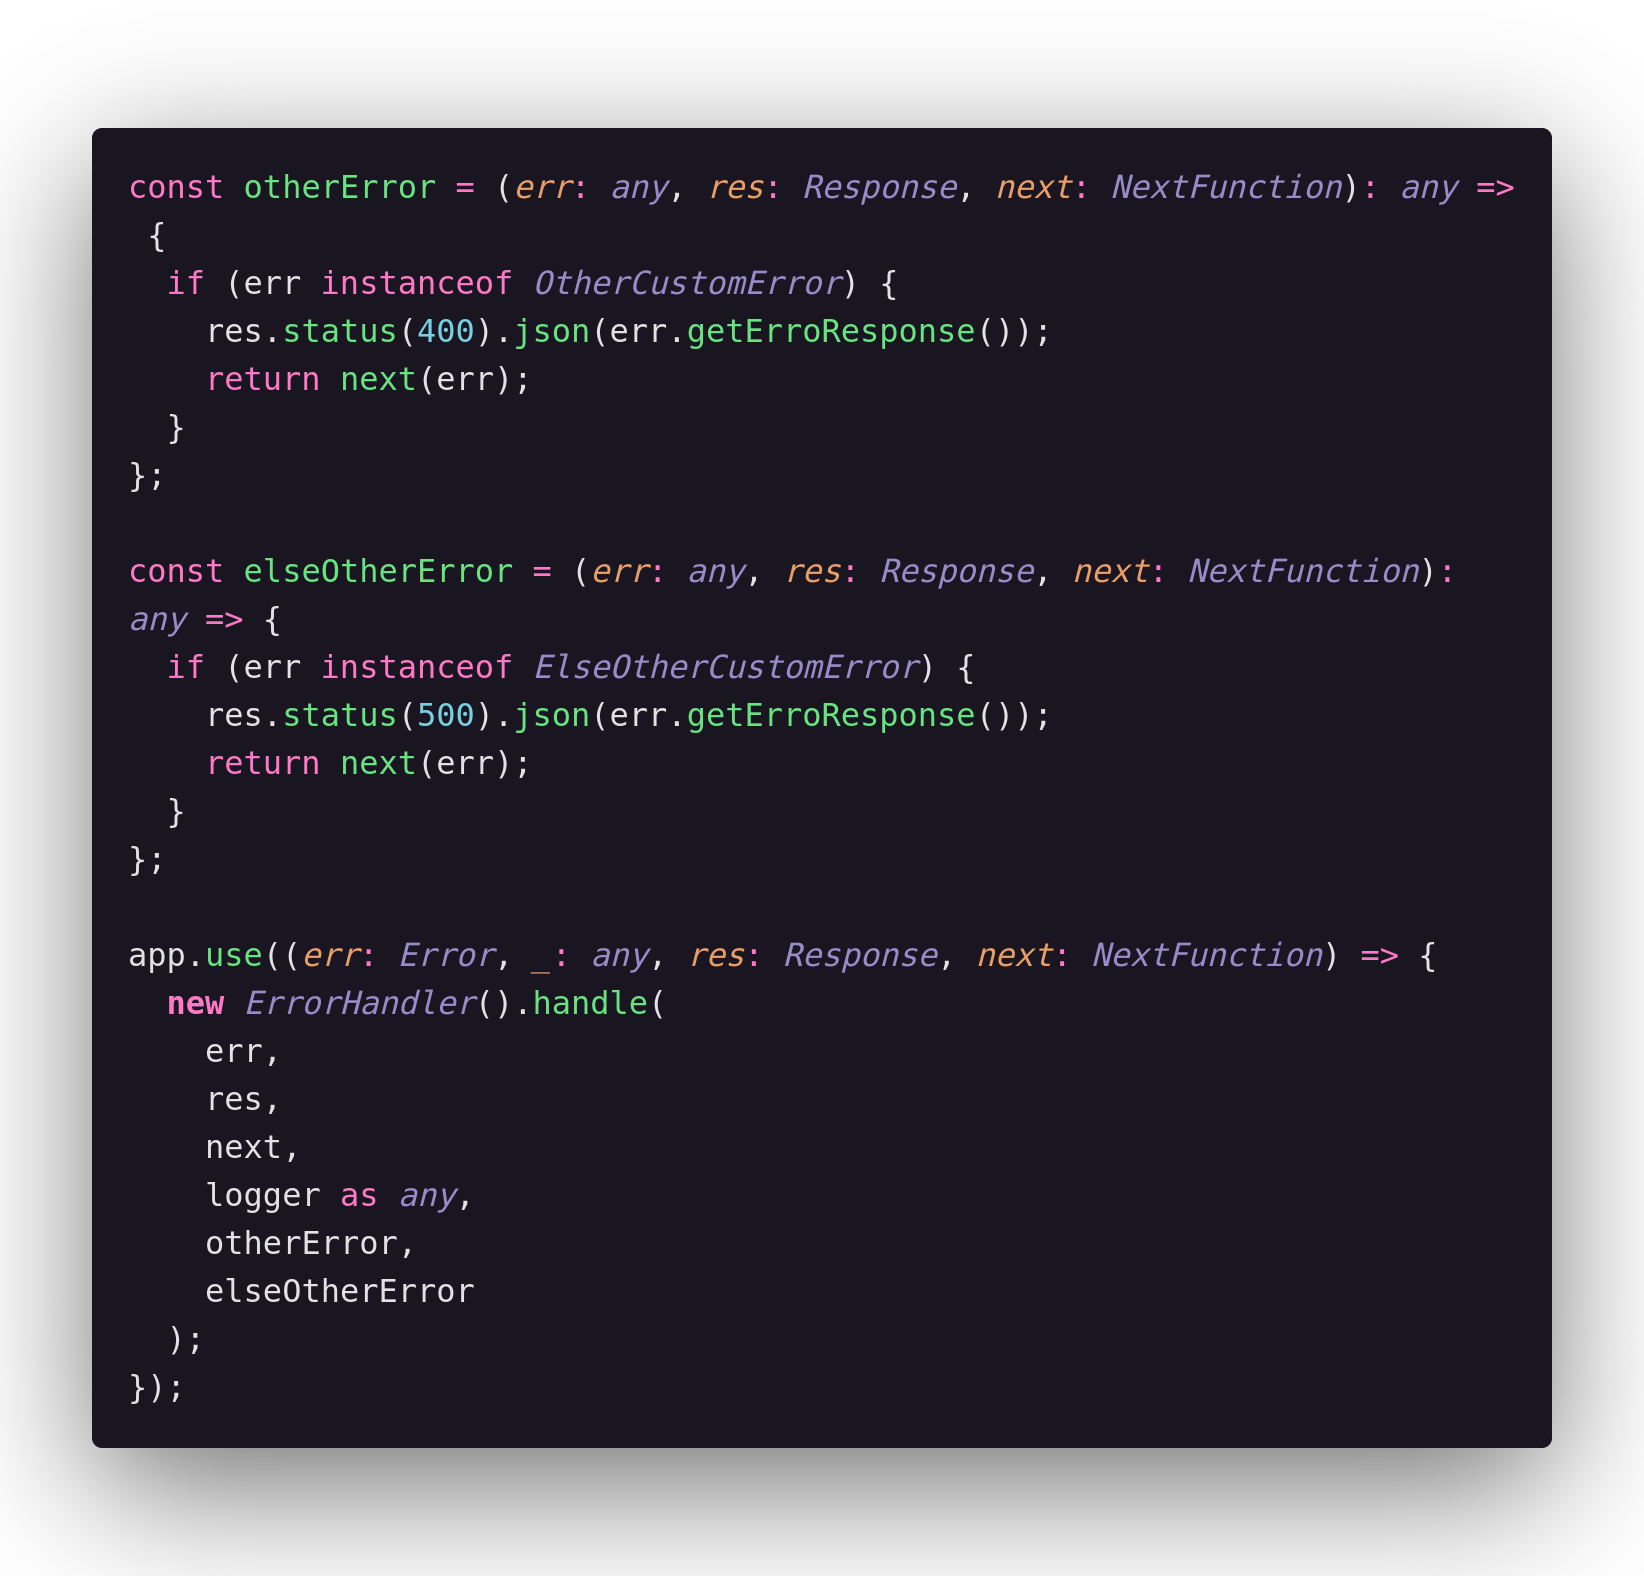 const otherError = (err: any, res: Response, next: NextFunction): any =>
 {
  if (err instanceof OtherCustomError) {
    res.status(400).json(err.getErroResponse());
    return next(err);
  }
};

const elseOtherError = (err: any, res: Response, next: NextFunction):
any => {
  if (err instanceof ElseOtherCustomError) {
    res.status(500).json(err.getErroResponse());
    return next(err);
  }
};

app.use((err: Error, _: any, res: Response, next: NextFunction) => {
  new ErrorHandler().handle(
    err,
    res,
    next,
    logger as any,
    otherError,
    elseOtherError
  );
});